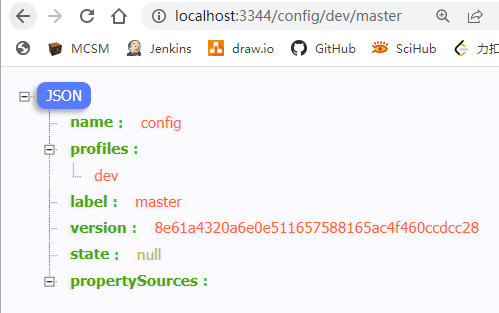 localhost:3344/config/dev/master
MCSM Jenkins draw.io GitHub SciHub 力扣
JSON
name : config
profiles :
dev
label : master
version : 8e61a4320a6e0e511657588165ac4f460ccdcc28
state : null
propertySources :